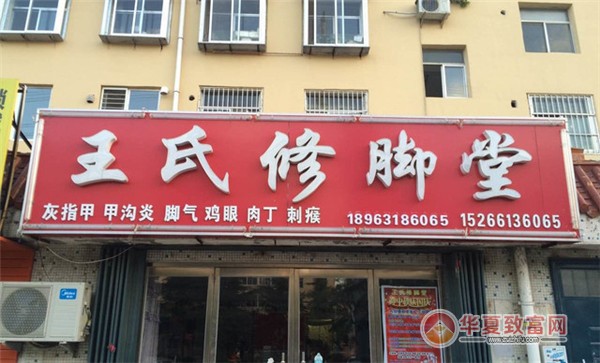 王氏修脚堂
灰指甲 甲沟炎 脚气 鸡眼 肉丁 刺瘊 18963186065 15266136065
华夏致富网